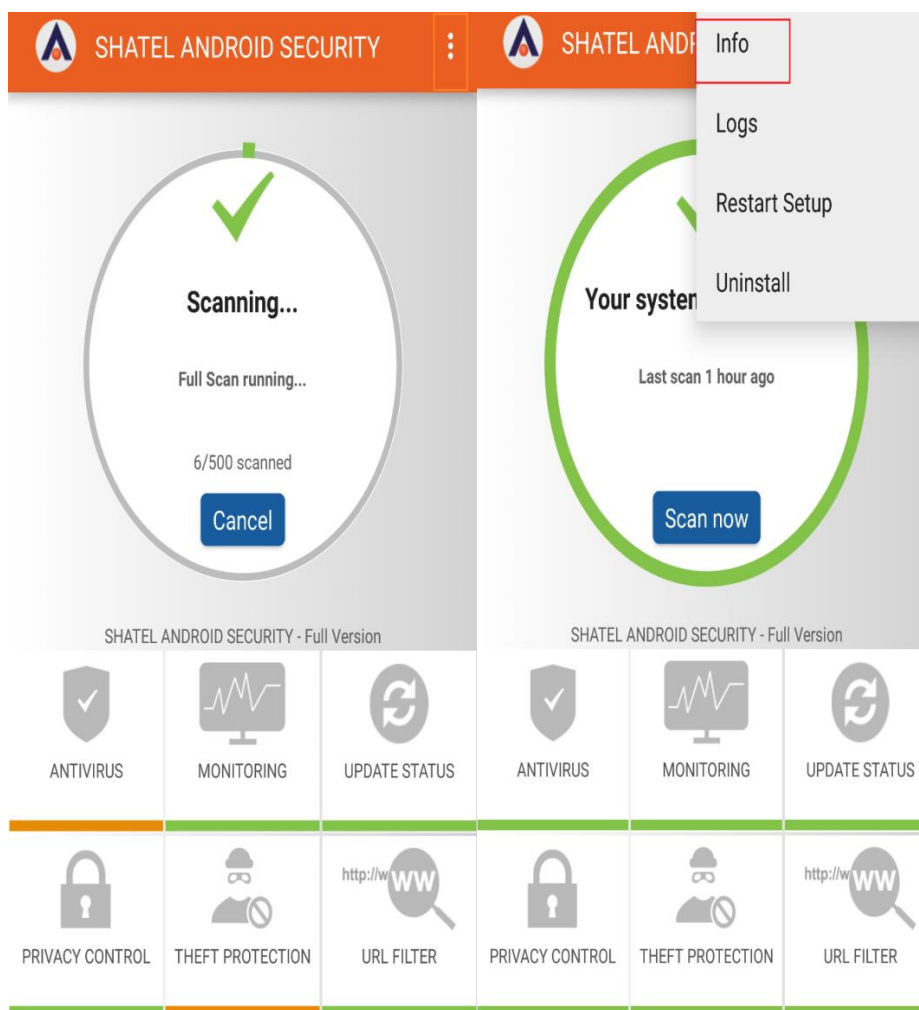 SHATEL ANDROID SECURITY
Scanning...
Full Scan running...
6/500 scanned
Cancel
SHATEL ANDROID SECURITY - Full Version
ANTIVIRUS
MONITORING
UPDATE STATUS
http://w WW
PRIVACY CONTROL
THEFT PROTECTION
URL FILTER
SHATEL AND
Info
Logs
Restart Setup
Uninstall
Your system
Last scan 1 hour ago
Scan now
SHATEL ANDROID SECURITY - Full Version
ANTIVIRUS
MONITORING
UPDATE STATUS
http://w WW
PRIVACY CONTROL
THEFT PROTECTION
URL FILTER